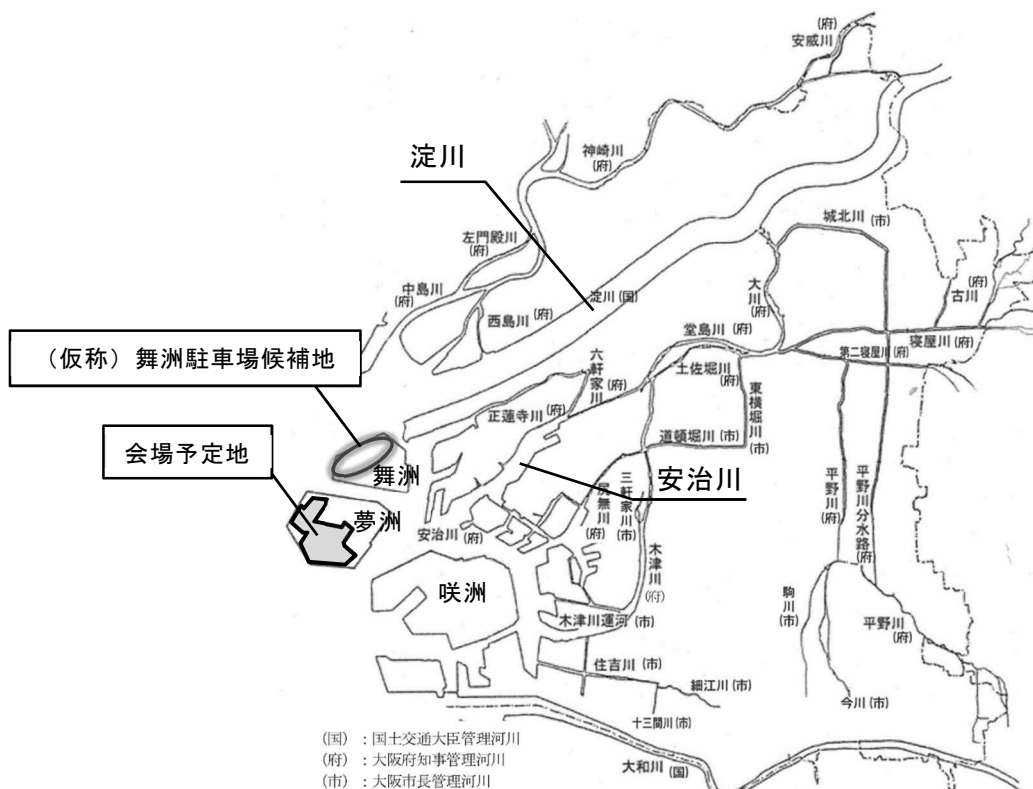 (府)
安威川
淀川
神崎川
(府)
城北川 (市)
左門殿川
(府)
中島川
(府)
西島川 (府)
淀川 (国)
大川 (府)
古川
(府)
堂島川 (府)
寝屋川 (府)
第二寝屋川 (府)
（仮称）舞洲駐車場候補地
六軒家川
(府)
土佐堀川
(府)
正蓮寺川 (府)
東横堀川
(市)
会場予定地
道頓堀川 (市)
舞洲
安治川
三軒家川
(市)
尻無川
(府)
平野川
(府)
平野川分水路
(府)
夢洲
安治川 (府)
木津川
(府)
咲洲
駒川
(市)
木津川運河 (市)
平野川
(府)
住吉川 (市)
細江川 (市)
今川 (市)
十三間川 (市)
大和川 (国)
(国) ：国土交通大臣管理河川
(府) ：大阪府知事管理河川
(市) ：大阪市長管理河川